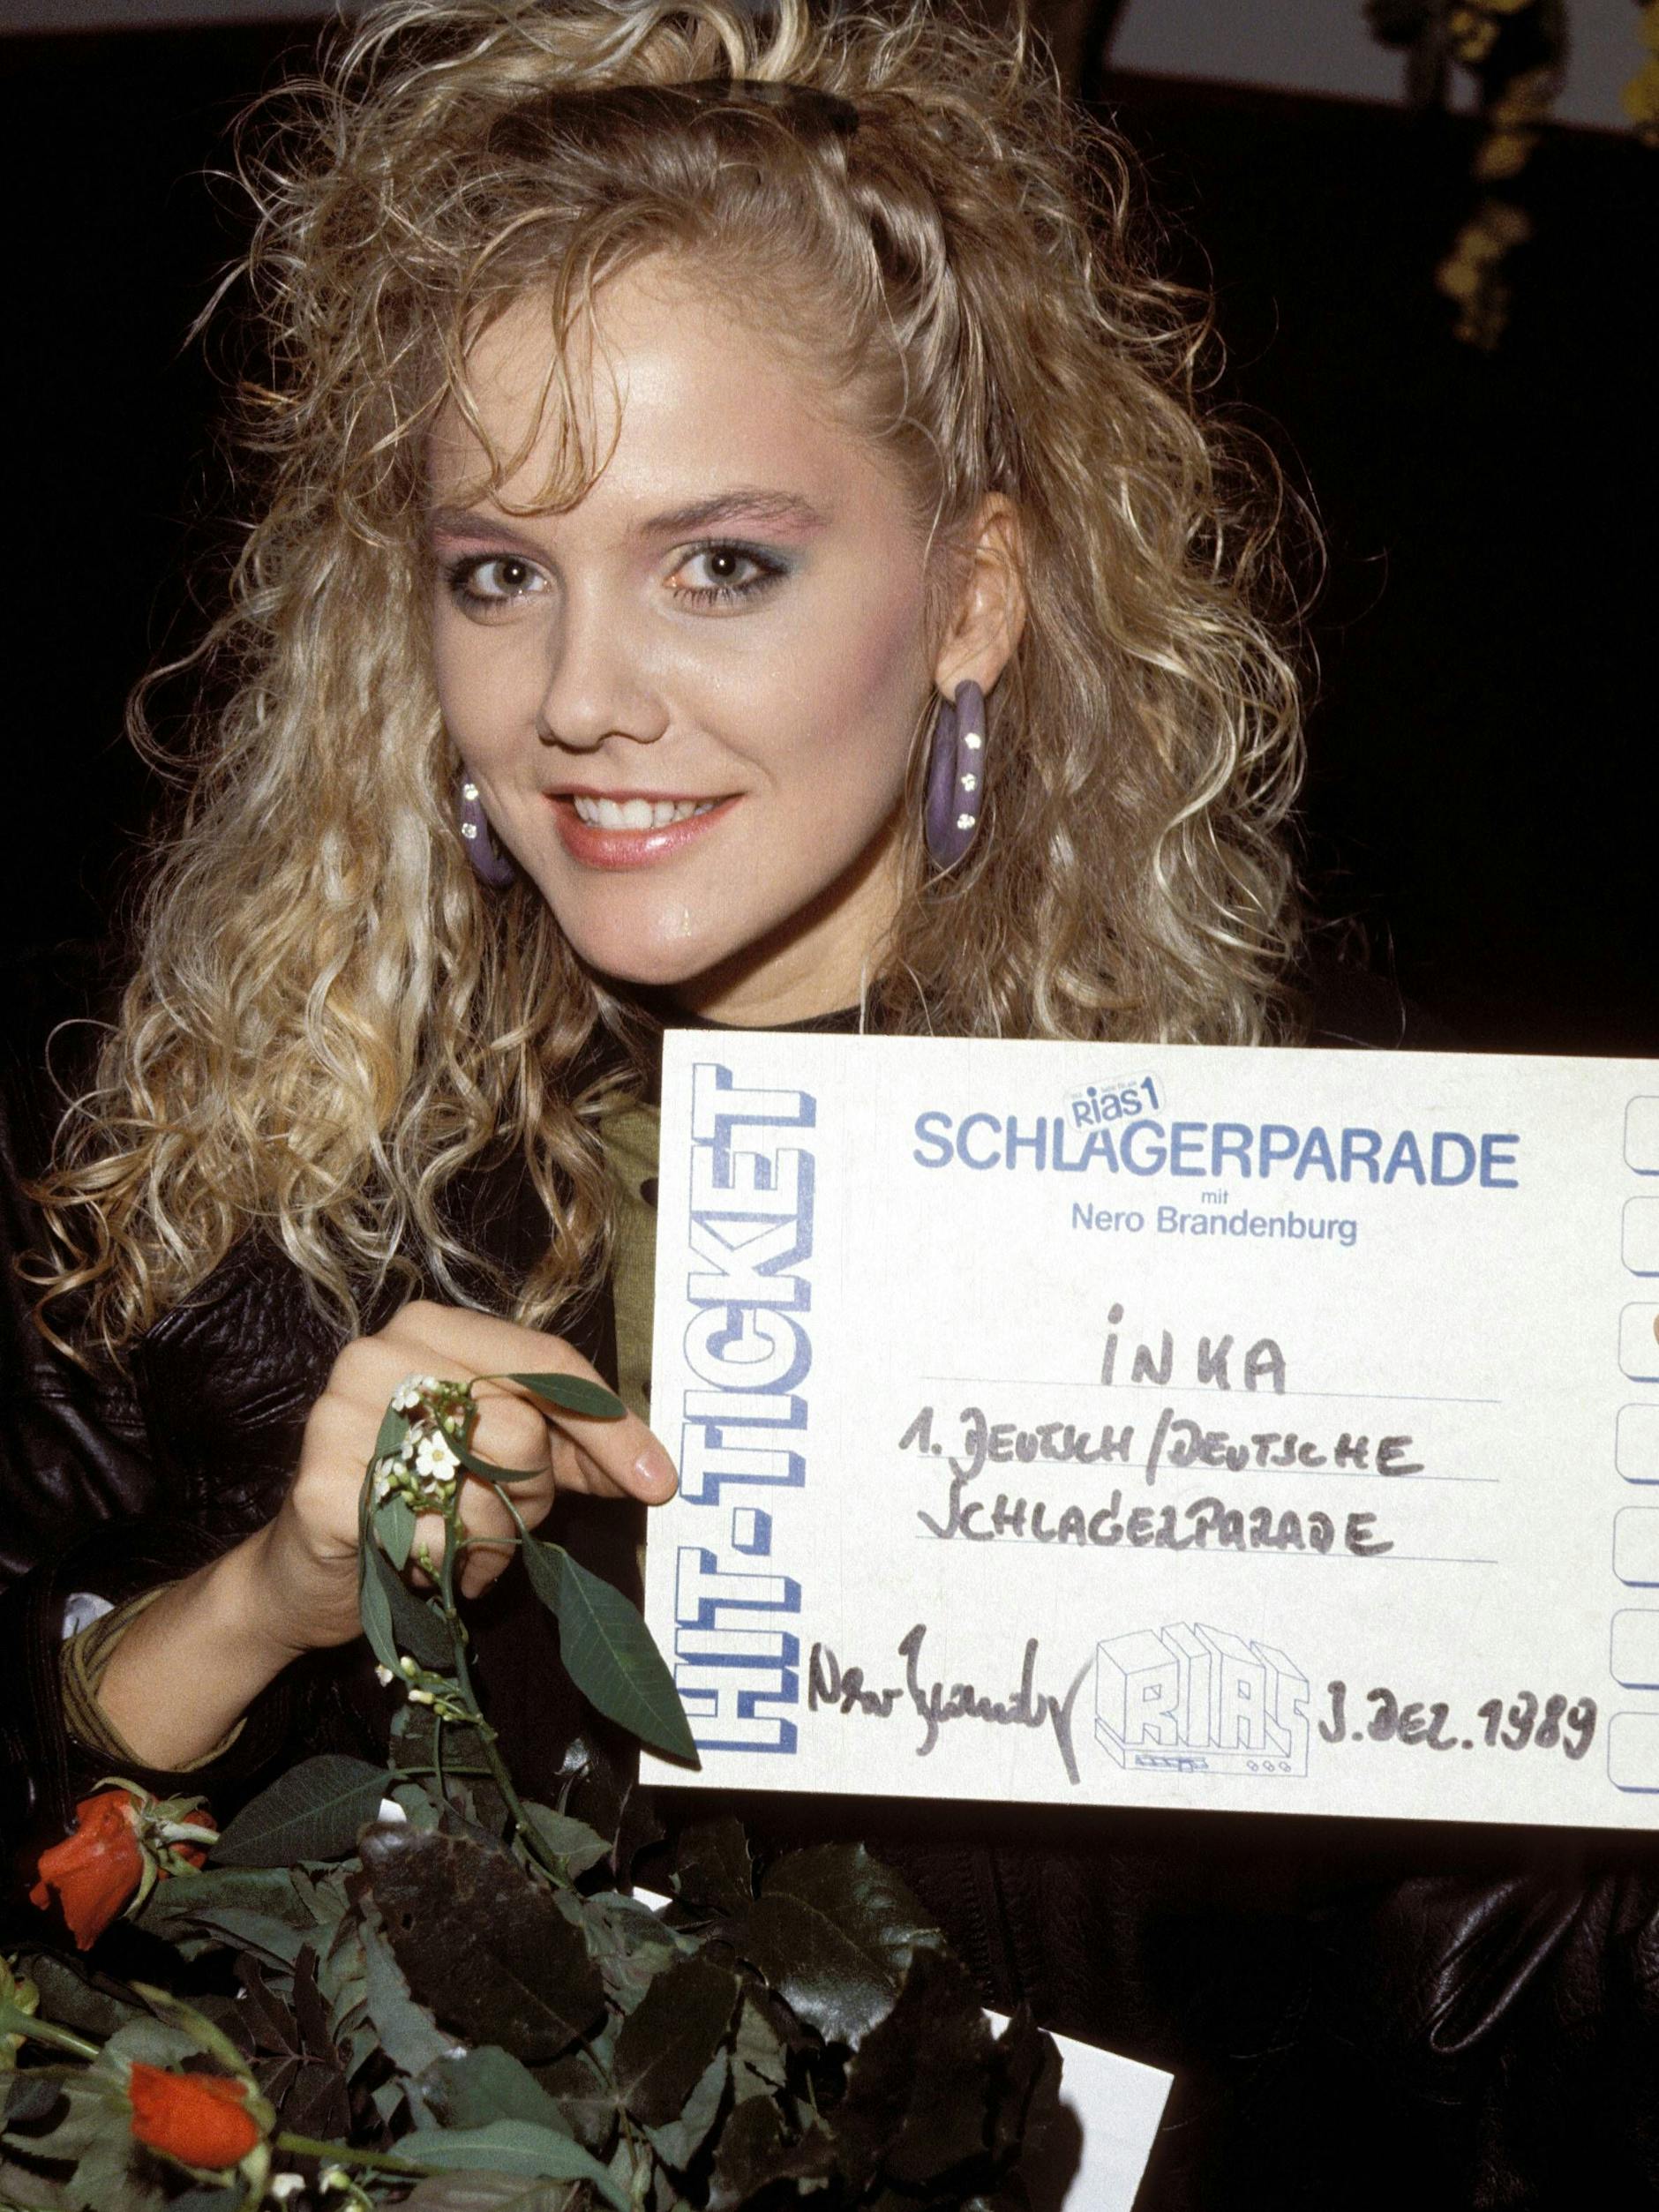 HIT-TICKET
Rias1
SCHLAGERPARADE
mit
Nero Brandenburg
iNKA
1. DEUTSCH/DEUTSCHE
SCHLAGERPARADE
RIAS
3. DEZ. 1989